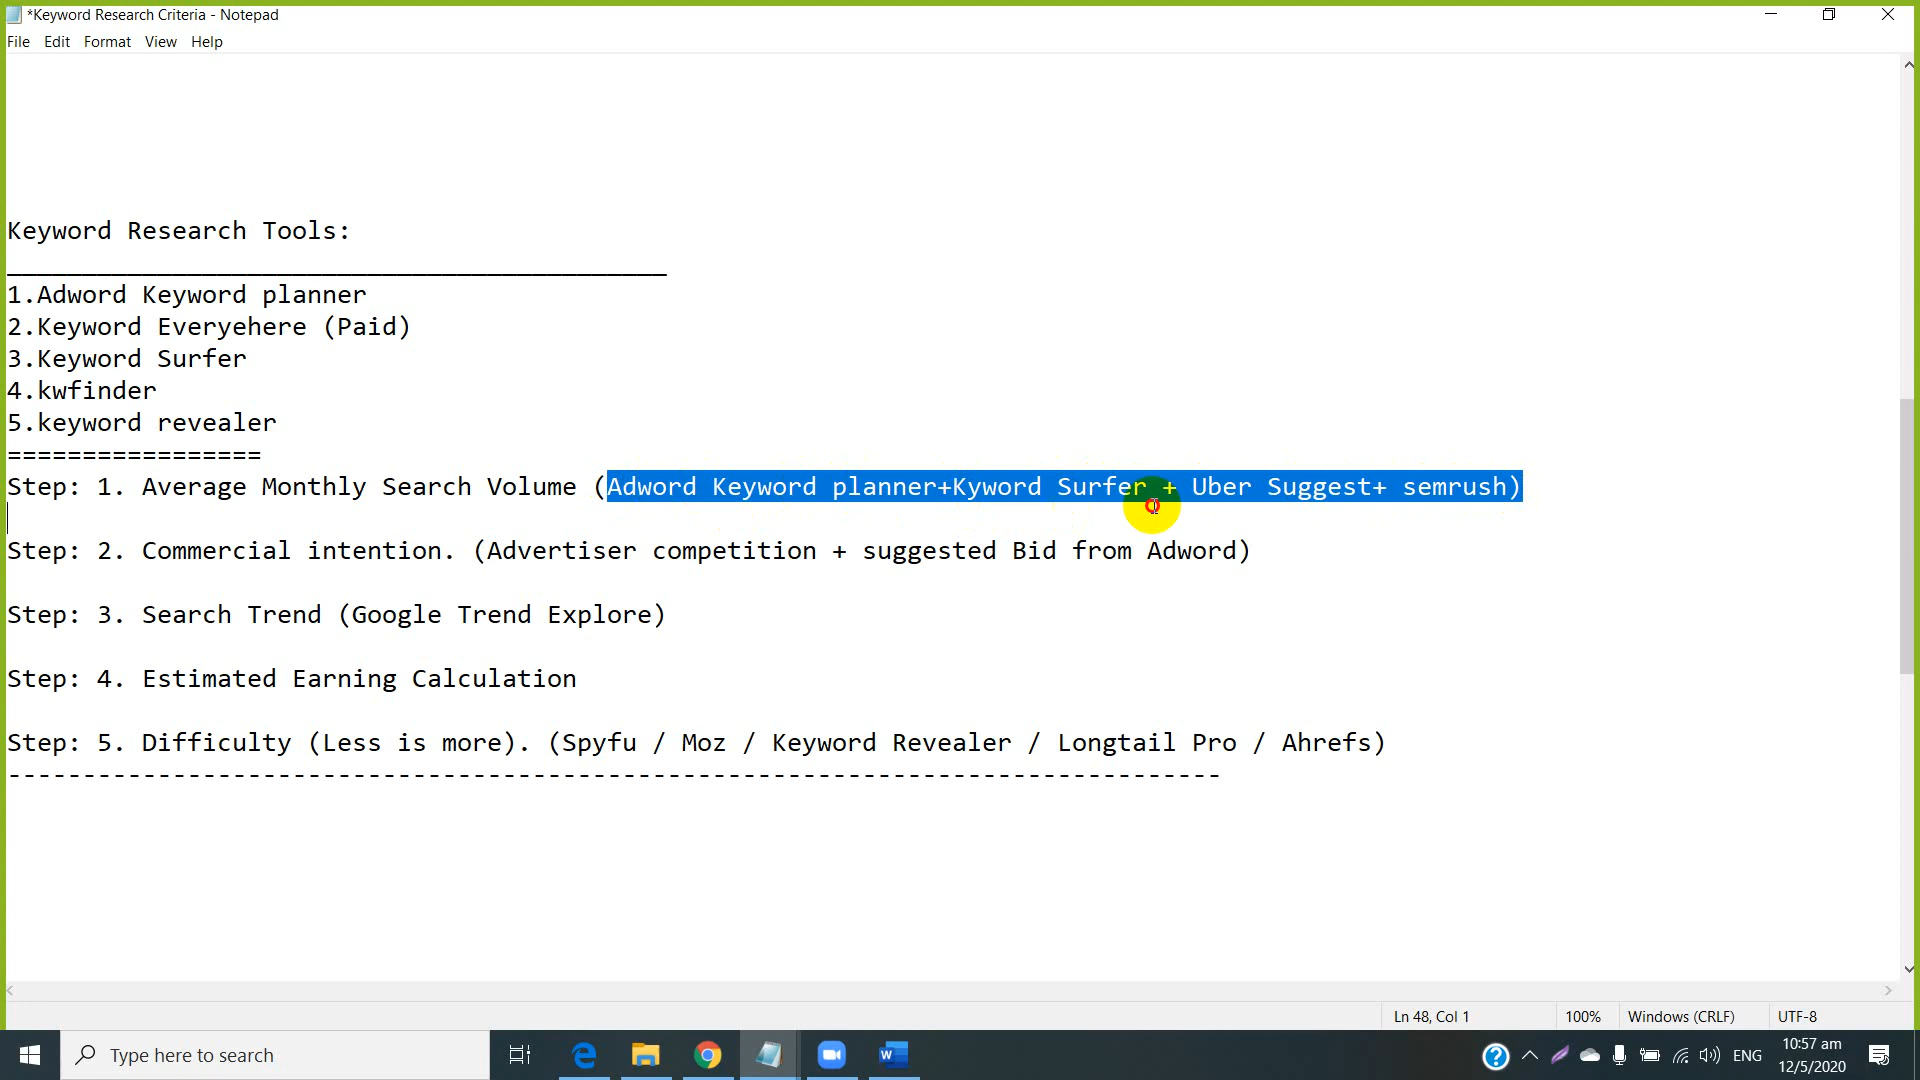 *Keyword Research Criteria - Notepad
File Edit Format View Help
Keyword Research Tools:
____________________________________________
1.Adword Keyword planner
2.Keyword Everyehere (Paid)
3.Keyword Surfer
4.kwfinder
5.keyword revealer
=================
Step: 1. Average Monthly Search Volume (Adword Keyword planner+Kyword Surfer + Uber Suggest+ semrush)
Step: 2. Commercial intention. (Advertiser competition + suggested Bid from Adword)
Step: 3. Search Trend (Google Trend Explore)
Step: 4. Estimated Earning Calculation
Step: 5. Difficulty (Less is more). (Spyfu / Moz / Keyword Revealer / Longtail Pro / Ahrefs)
---------------------------------------------------------------------------------
Ln 48, Col 1 100% Windows (CRLF) UTF-8
Type here to search
ENG
10:57 am
12/5/2020